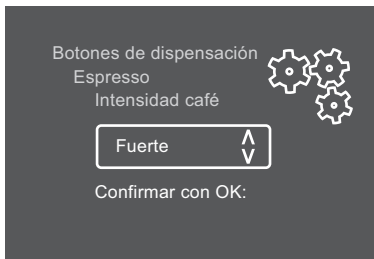 Botones de dispensación
Espresso
Intensidad café
Fuerte
Confirmar con OK: